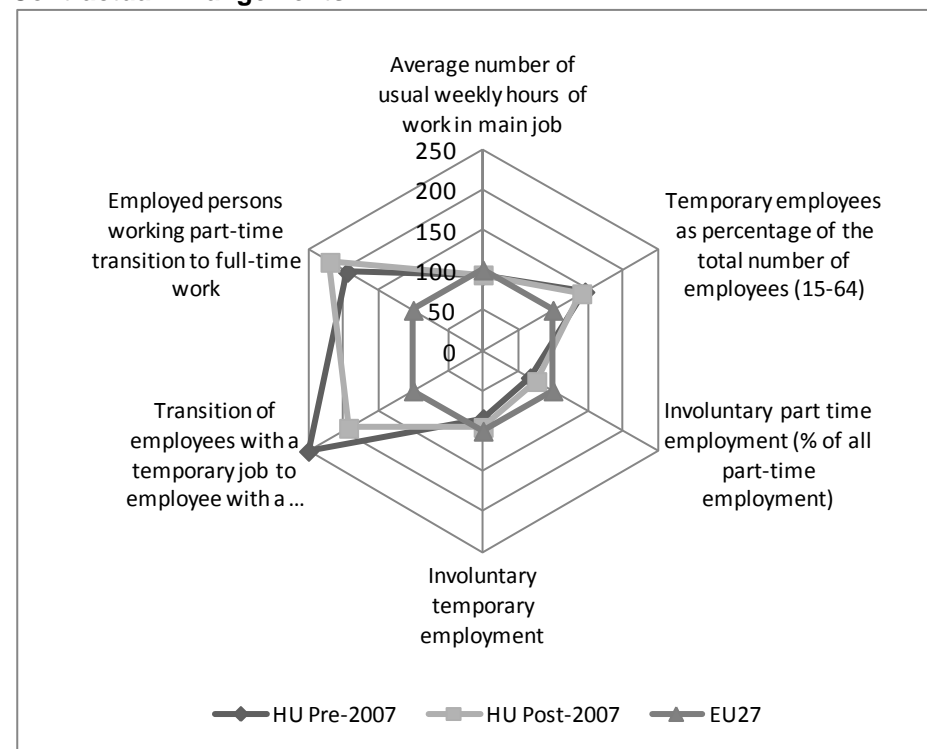 Average number of
usual weekly hours of
work in main job
250
200
150
100
50
0
Temporary employees
as percentage of the
total number of
employees (15-64)
Involuntary part time
employment (% of all
part-time
employment)
Involuntary
temporary
employment
Transition of
employees with a
temporary job to
employee with a ...
Employed persons
working part-time
transition to full-time
work
HU Pre-2007
HU Post-2007
EU27